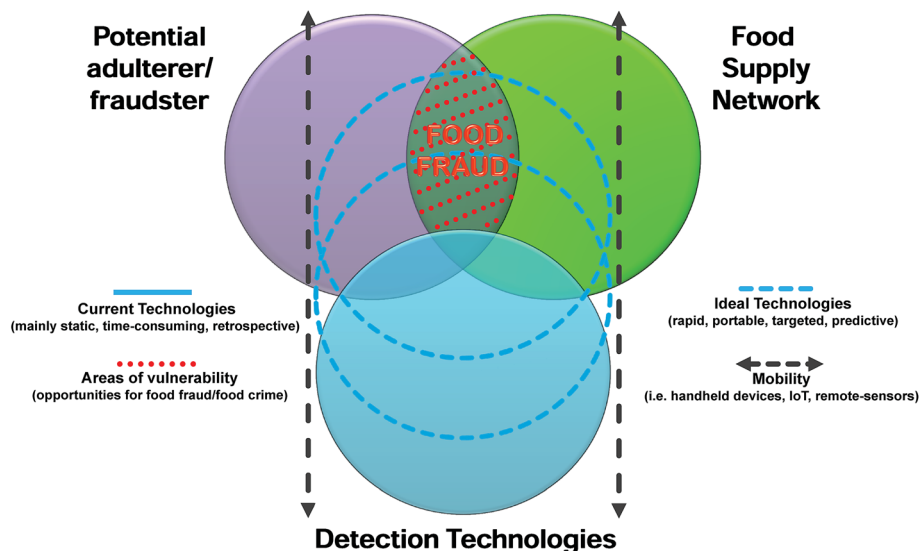 Potential
adulterer/
fraudster
Food
Supply
Network
FOOD
FRAUD
Current Technologies
(mainly static, time-consuming, retrospective)
Areas of vulnerability
(opportunities for food fraud/food crime)
Ideal Technologies
(rapid, portable, targeted, predictive)
Mobility
(i.e. handheld devices, IoT, remote-sensors)
Detection Technologies